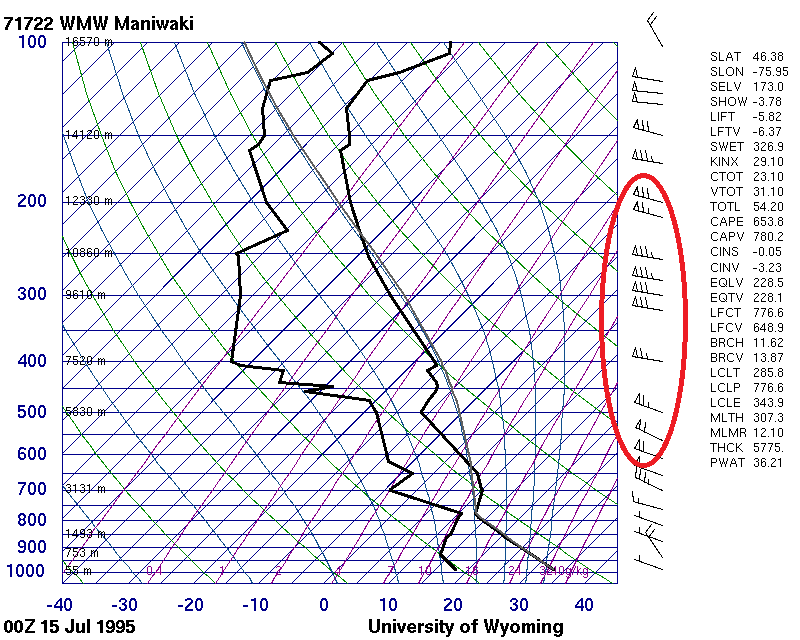 71722 WMW Maniwaki
100
16570 m
14120 m
200
12330 m
10860 m
300
9610 m
400
7520 m
500
5830 m
600
700
3131 m
800
1493 m
900
753 m
1000
55 m
0.4
1
2
4
7
10
16
24
32
40g/kg
-40
-30
-20
-10
0
10
20
30
40
00Z 15 Jul 1995
University of Wyoming
SLAT 46.38
SLON -75.95
SELV 173.0
SHOW -3.78
LIFT -5.82
LFTV -6.37
SWET 326.9
KINX 29.10
CTOT 23.10
VTOT 31.10
TOTL 54.20
CAPE 653.8
CAPV 780.2
CINS -0.05
CINV -3.23
EQLV 228.5
EQTV 228.1
LFCT 776.6
LFCV 648.9
BRCH 11.62
BRCV 13.87
LCLT 285.8
LCLP 776.6
LCLE 343.9
MLTH 307.3
MLMR 12.10
THCK 5775.
PWAT 36.21